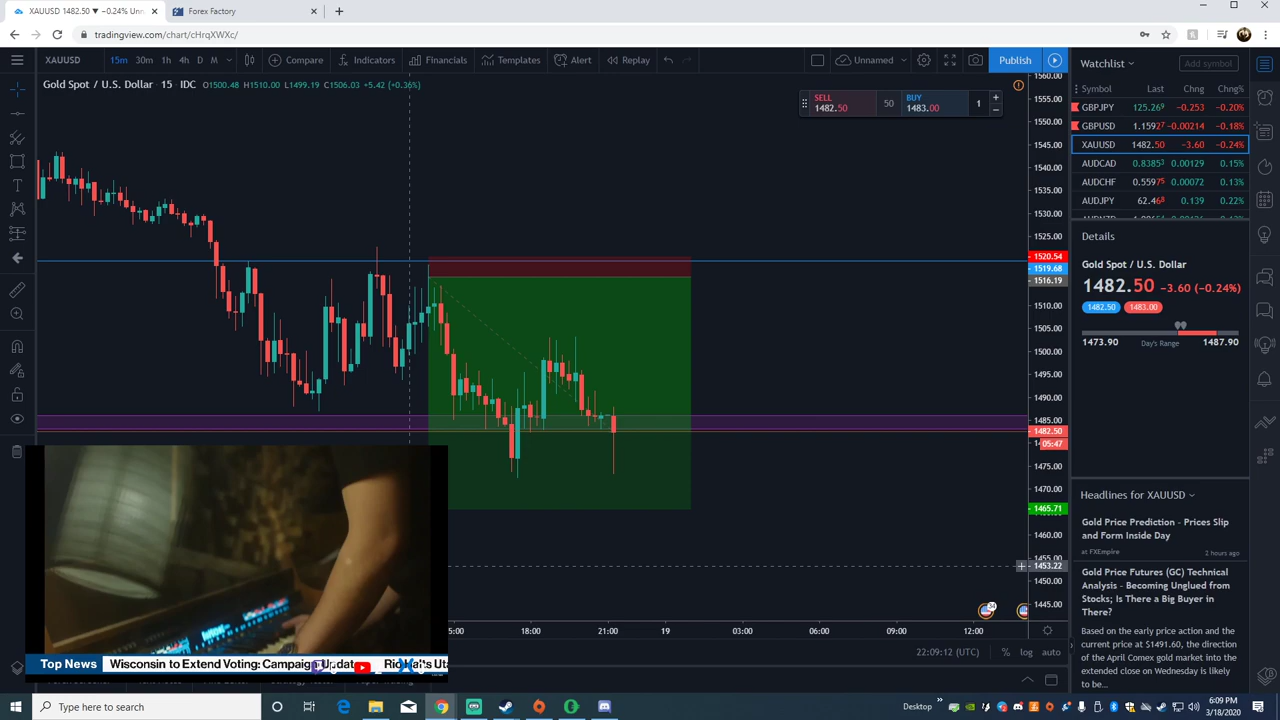 XAUUSD 1482.50 ▼ −0.24% Unn
Forex Factory
tradingview.com/chart/cHrqXWXc/
XAUUSD 15m 30m 1h 4h D W M Compare Indicators Financials Templates Alert Replay Unnamed Publish
Gold Spot / U.S. Dollar · 15 · IDC O1500.48 H1510.00 L1499.19 C1506.03 +5.42 (+0.36%)
SELL
1482.50
50
BUY
1483.00
1
1560.00
1555.00
1550.00
1545.00
1540.00
1535.00
1530.00
1525.00
1520.54
1519.68
1516.19
1510.00
1505.00
1500.00
1495.00
1490.00
1485.00
1482.50
05:47
1475.00
1470.00
1465.71
1460.00
1455.00
1453.22
1450.00
1445.00
5:00 18:00 21:00 19 03:00 06:00 09:00 12:00
22:09:12 (UTC) % log auto
Watchlist
Add symbol
Symbol Last Chng Chng%
GBPJPY 125.269 −0.253 −0.20%
GBPUSD 1.15927 −0.00214 −0.18%
XAUUSD 1482.50 −3.60 −0.24%
AUDCAD 0.83853 0.00129 0.15%
AUDCHF 0.55975 0.00072 0.13%
AUDJPY 62.468 0.139 0.22%
Details
Gold Spot / U.S. Dollar
1482.50 −3.60 (−0.24%)
1482.50 1483.00
1473.90 Day's Range 1487.90
Headlines for XAUUSD
Gold Price Prediction - Prices Slip
and Form Inside Day
at FXEmpire 2 hours ago
Gold Price Futures (GC) Technical
Analysis - Becoming Unglued from
Stocks; Is There a Big Buyer in
There?
Based on the early price action and the
current price at $1491.60, the direction
of the April Comex gold market into the
extended close on Wednesday is likely
to be...
Top News Wisconsin to Extend Voting: Campaign Updat
Type here to search
Desktop
6:09 PM
3/18/2020